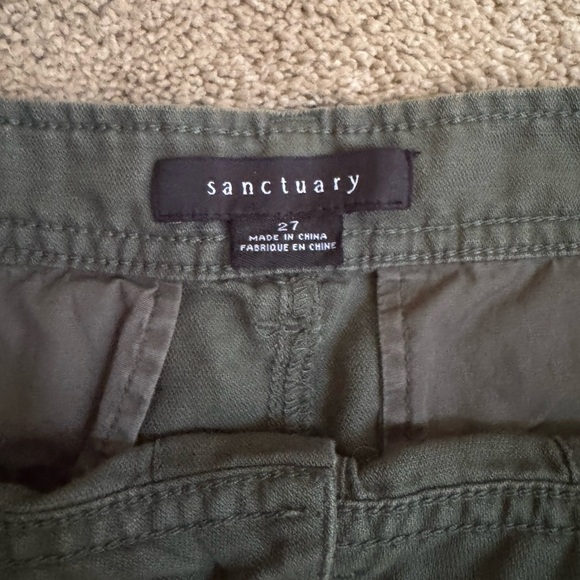 sanctuary
27
MADE IN CHINA
FABRIQUE EN CHINE